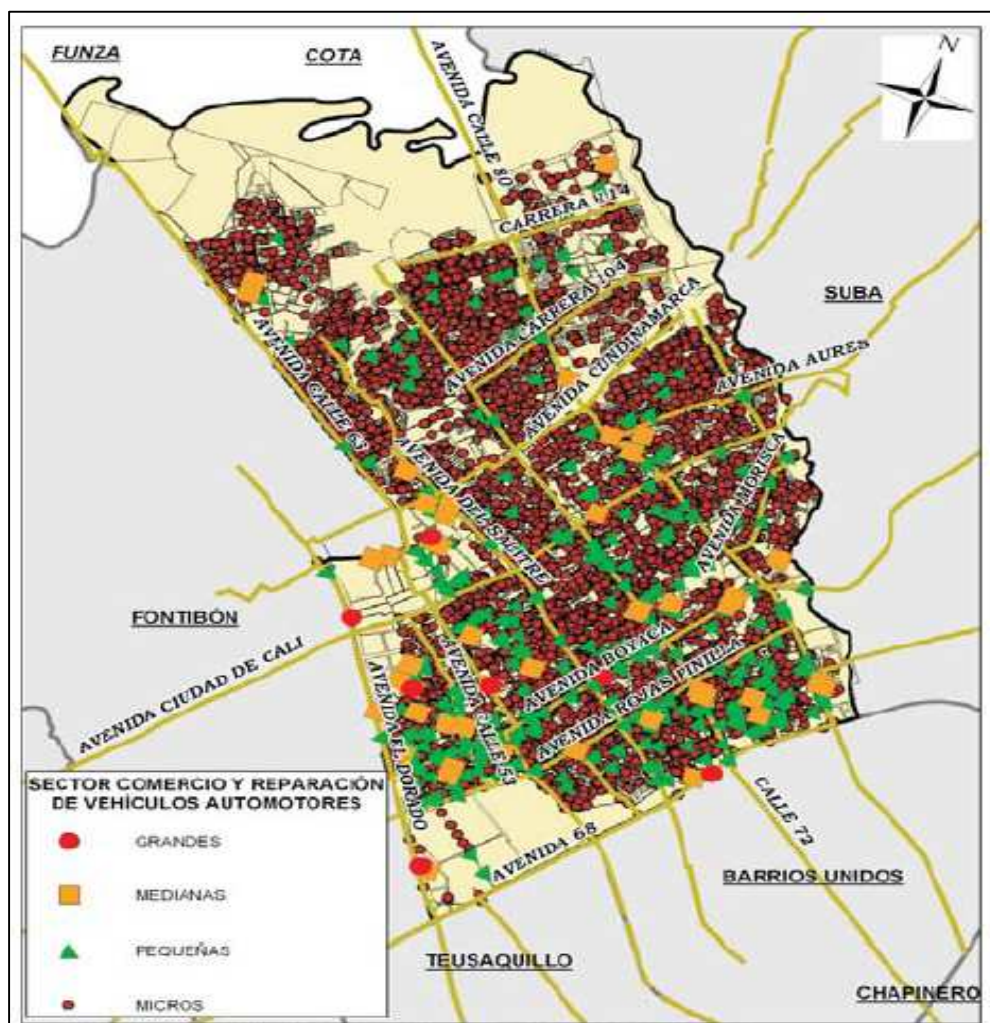 FUNZA
COTA
N
AVENIDA CALLE 80
CARRERA 114
SUBA
AVENIDA CARRERA 104
AVENIDA CUNDINAMARCA
AVENIDA AURES
AVENIDA CALLE 63
AVENIDA DEL SALITRE
AVENIDA MORISCA
FONTIBÓN
AVENIDA CIUDAD DE CALI
AVENIDA BOYACA
AVENIDA ROJAS PINILLA
AVENIDA CALLE 53
AVENIDA EL DORADO
AVENIDA 68
CALLE 72
BARRIOS UNIDOS
TEUSAQUILLO
CHAPINERO
SECTOR COMERCIO Y REPARACIÓN
DE VEHÍCULOS AUTOMOTORES
GRANDES
MEDIANAS
PEQUEÑAS
MICROS